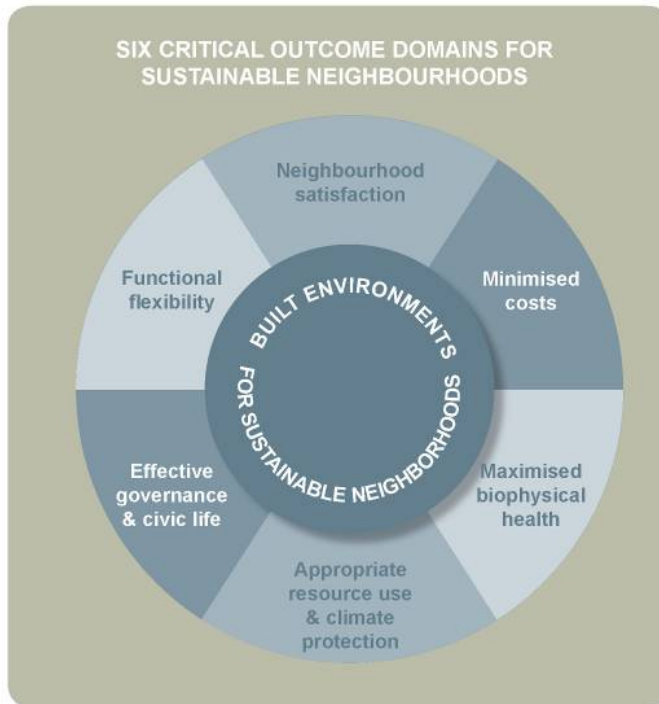 SIX CRITICAL OUTCOME DOMAINS FOR
SUSTAINABLE NEIGHBOURHOODS
Neighbourhood
satisfaction
Minimised
costs
Maximised
biophysical
health
Appropriate
resource use
& climate
protection
Effective
governance
& civic life
Functional
flexibility
BUILT ENVIRONMENTS
FOR SUSTAINABLE NEIGHBORHOODS